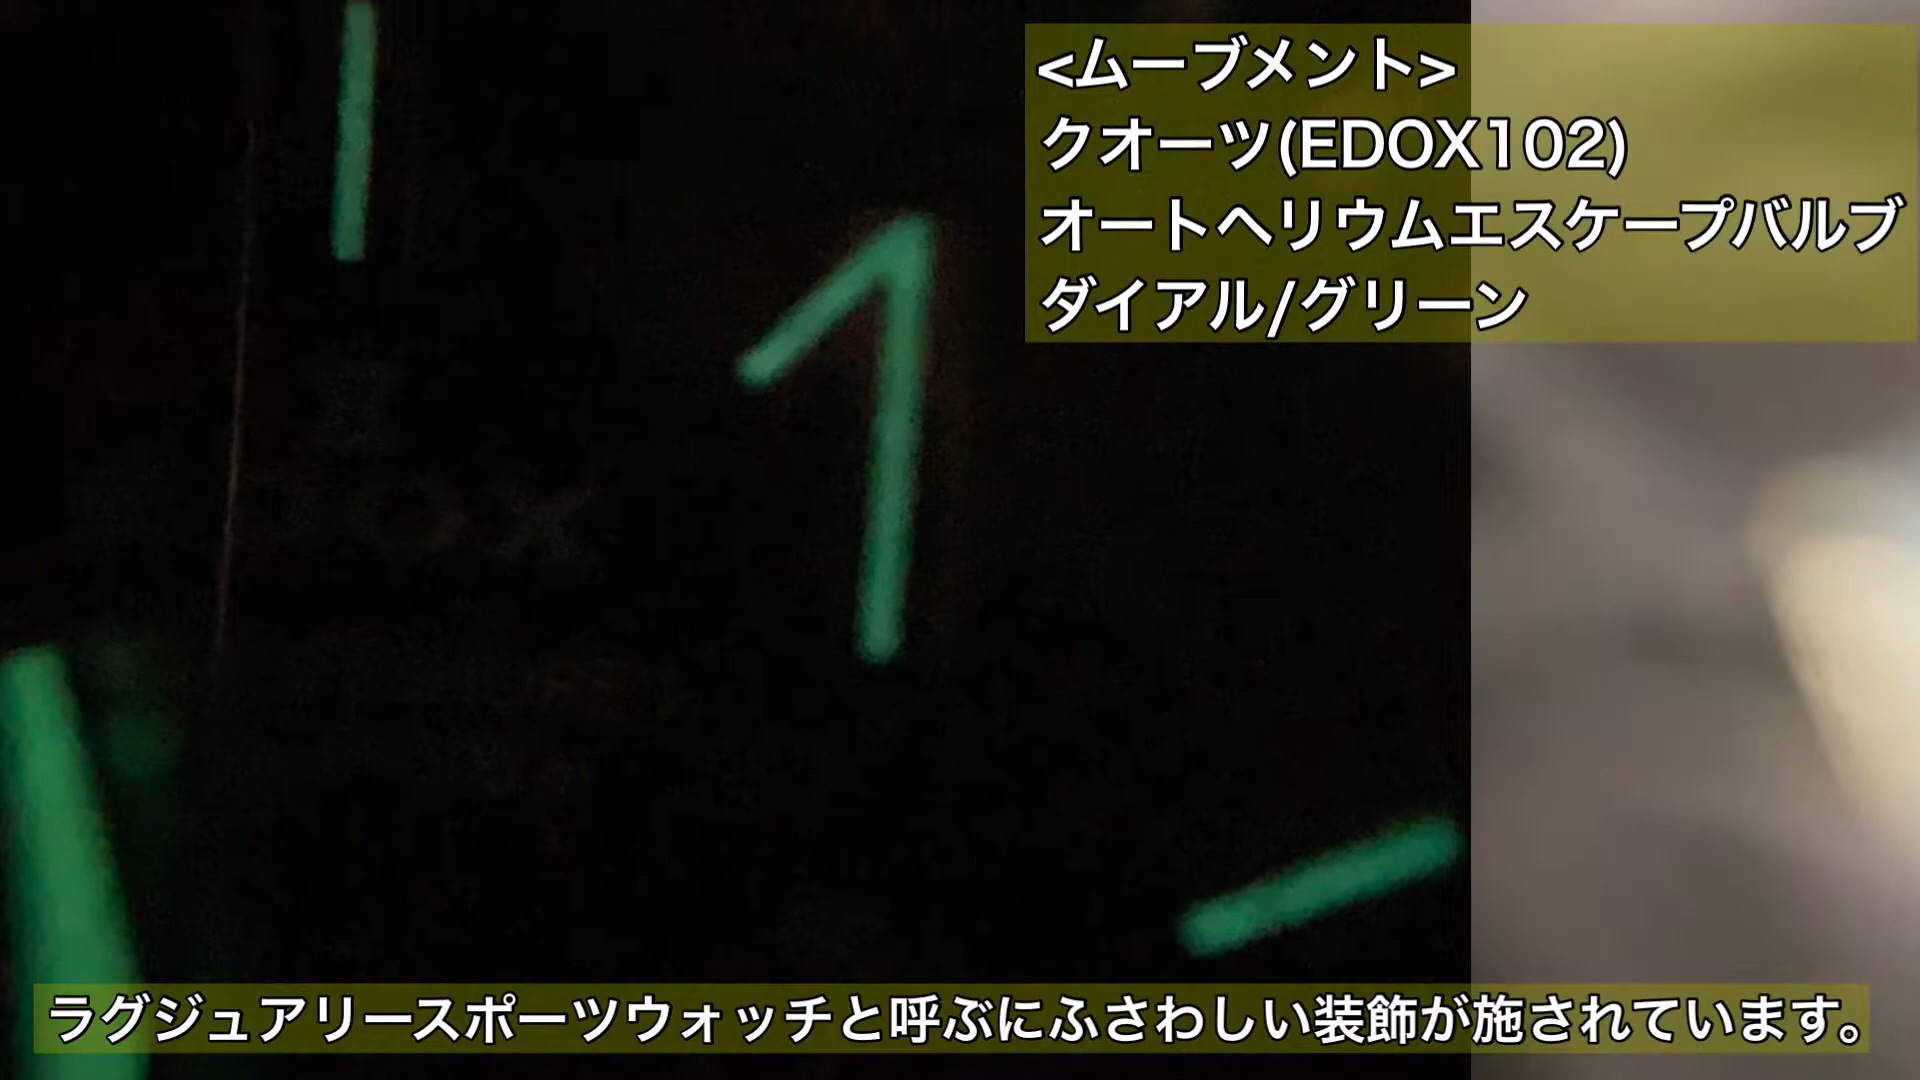 <ムーブメント>
クオーツ(EDOX102)
オートヘリウムエスケープバルブ
ダイアル/グリーン
1
ラグジュアリースポーツウォッチと呼ぶにふさわしい装飾が施されています。